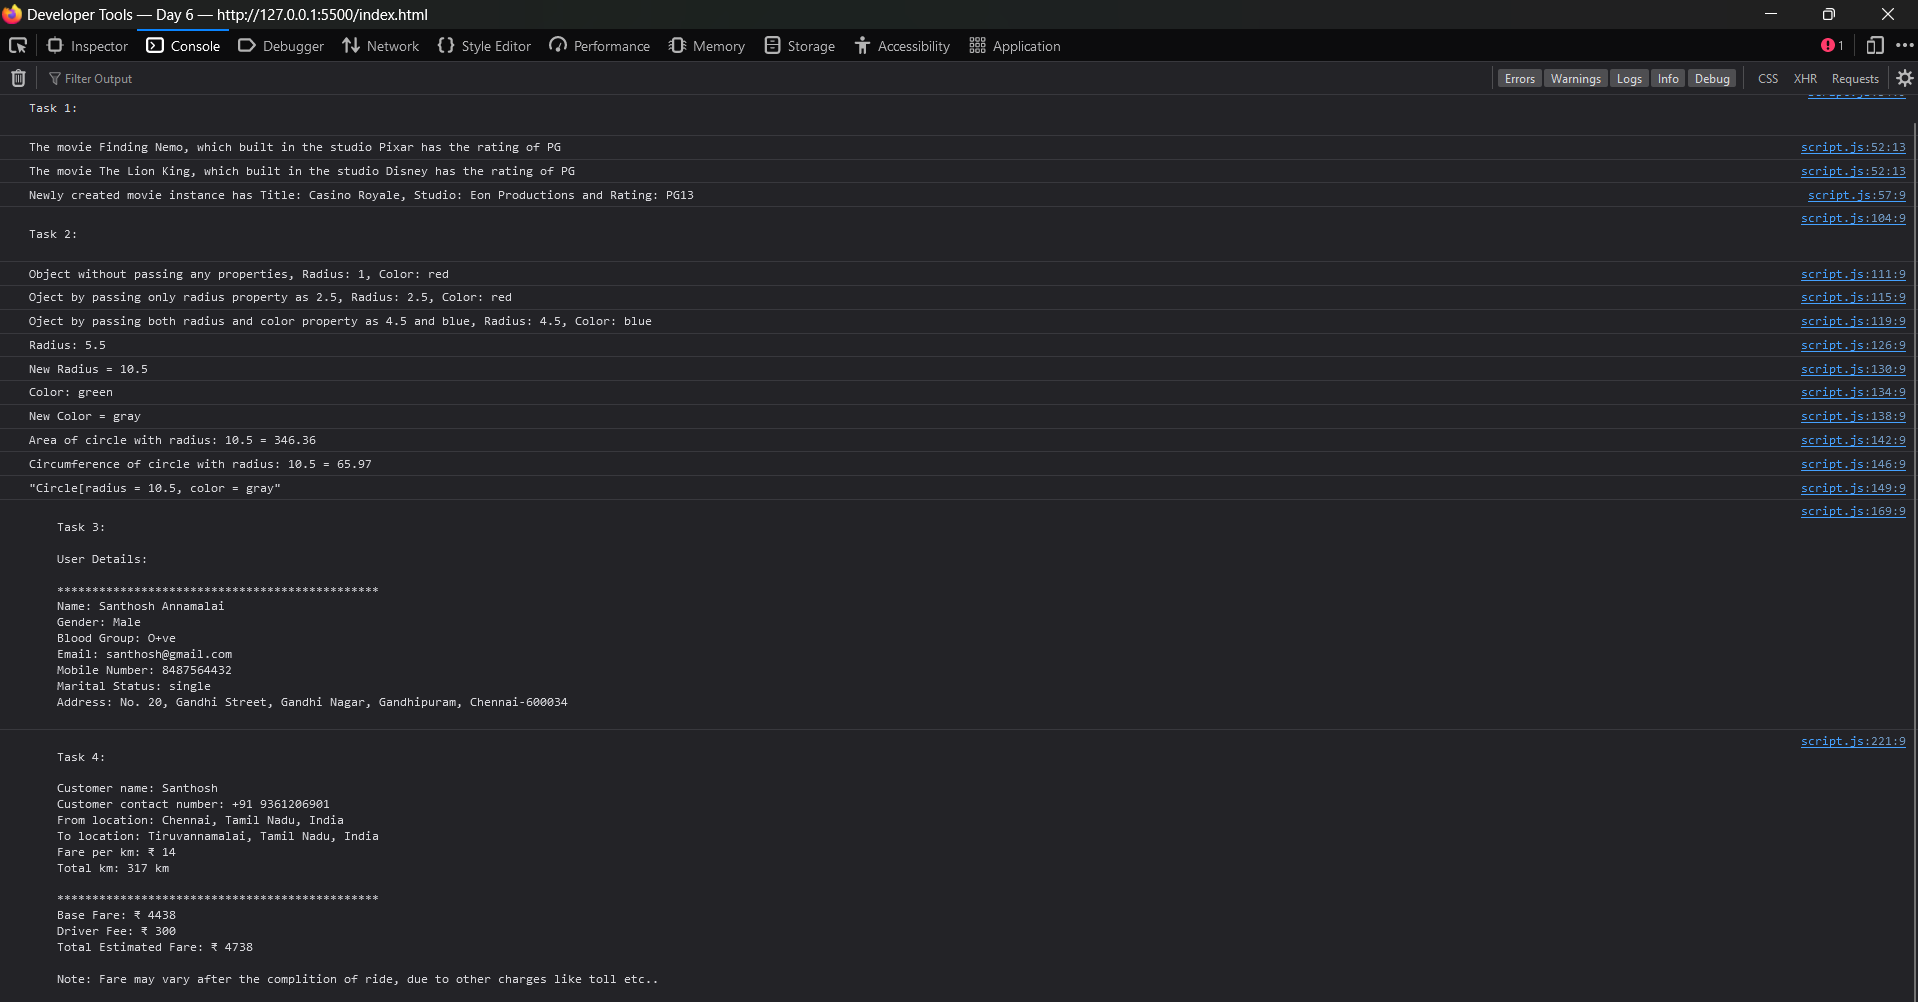 Developer Tools — Day 6 — http://127.0.0.1:5500/index.html
Inspector Console Debugger Network Style Editor Performance Memory Storage Accessibility Application 1
Filter Output Errors Warnings Logs Info Debug CSS XHR Requests
Task 1:
The movie Finding Nemo, which built in the studio Pixar has the rating of PG script.js:52:13
The movie The Lion King, which built in the studio Disney has the rating of PG script.js:52:13
Newly created movie instance has Title: Casino Royale, Studio: Eon Productions and Rating: PG13 script.js:57:9
script.js:104:9
Task 2:
Object without passing any properties, Radius: 1, Color: red script.js:111:9
Oject by passing only radius property as 2.5, Radius: 2.5, Color: red script.js:115:9
Oject by passing both radius and color property as 4.5 and blue, Radius: 4.5, Color: blue script.js:119:9
Radius: 5.5 script.js:126:9
New Radius = 10.5 script.js:130:9
Color: green script.js:134:9
New Color = gray script.js:138:9
Area of circle with radius: 10.5 = 346.36 script.js:142:9
Circumference of circle with radius: 10.5 = 65.97 script.js:146:9
"Circle[radius = 10.5, color = gray" script.js:149:9
script.js:169:9
Task 3:
User Details:
**********************************************
Name: Santhosh Annamalai
Gender: Male
Blood Group: O+ve
Email: santhosh@gmail.com
Mobile Number: 8487564432
Marital Status: single
Address: No. 20, Gandhi Street, Gandhi Nagar, Gandhipuram, Chennai-600034
script.js:221:9
Task 4:
Customer name: Santhosh
Customer contact number: +91 9361206901
From location: Chennai, Tamil Nadu, India
To location: Tiruvannamalai, Tamil Nadu, India
Fare per km: ₹ 14
Total km: 317 km
**********************************************
Base Fare: ₹ 4438
Driver Fee: ₹ 300
Total Estimated Fare: ₹ 4738
Note: Fare may vary after the complition of ride, due to other charges like toll etc..